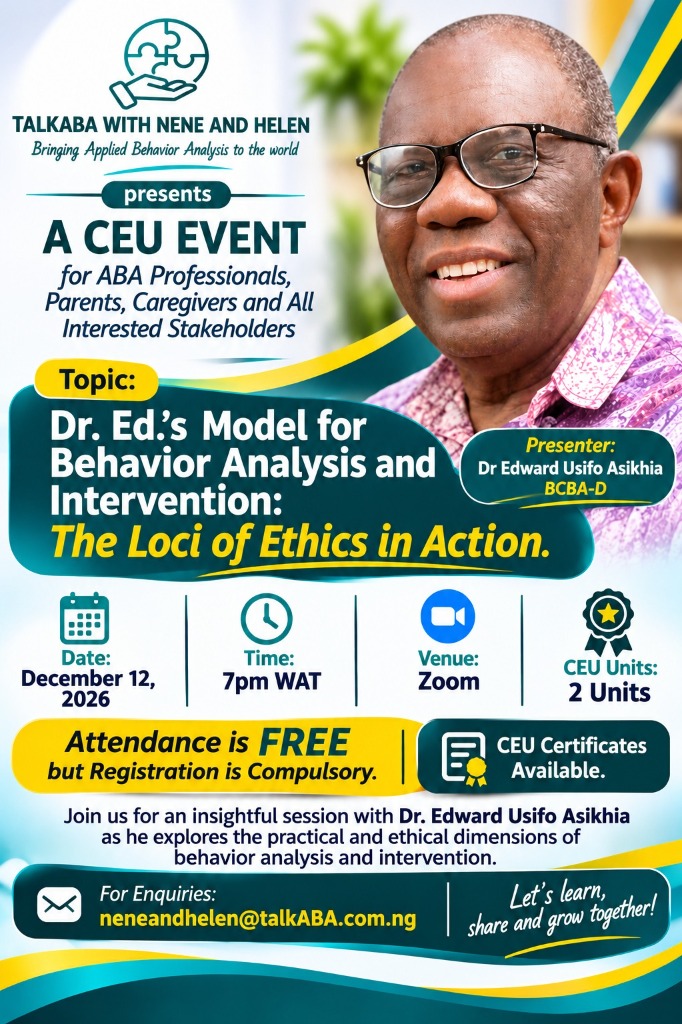 TALKABA WITH NENE AND HELEN
Bringing Applied Behavior Analysis to the world
presents
A CEU EVENT
for ABA Professionals,
Parents, Caregivers and All
Interested Stakeholders
Topic:
Dr. Ed.'s Model for
Behavior Analysis and
Intervention:
The Loci of Ethics in Action.
Presenter:
Dr Edward Usifo Asikhia
BCBA-D
Date:
December 12,
2026
Time:
7pm WAT
Venue:
Zoom
CEU Units:
2 Units
Attendance is FREE
but Registration is Compulsory.
CEU Certificates
Available.
Join us for an insightful session with Dr. Edward Usifo Asikhia
as he explores the practical and ethical dimensions of
behavior analysis and intervention.
For Enquiries:
neneandhelen@talkABA.com.ng
Let's learn,
share and grow together!